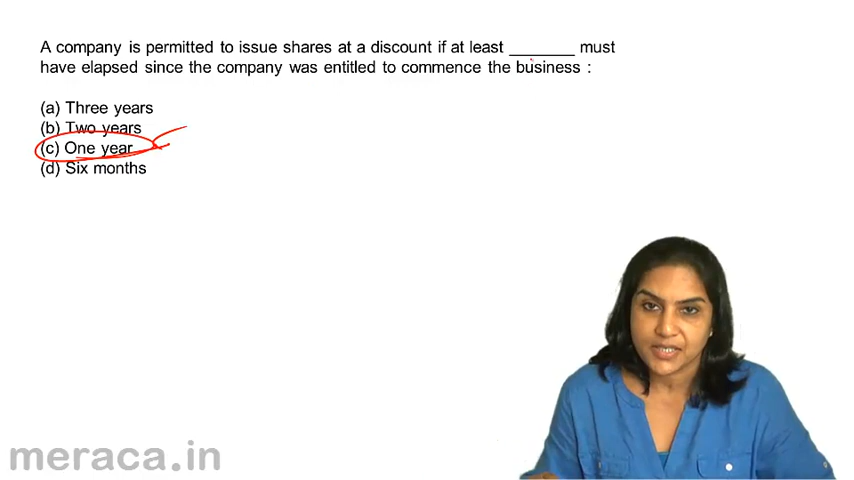 A company is permitted to issue shares at a discount if at least _______ must
have elapsed since the company was entitled to commence the business :
(a) Three years
(b) Two years
(c) One year
(d) Six months
meraca.in